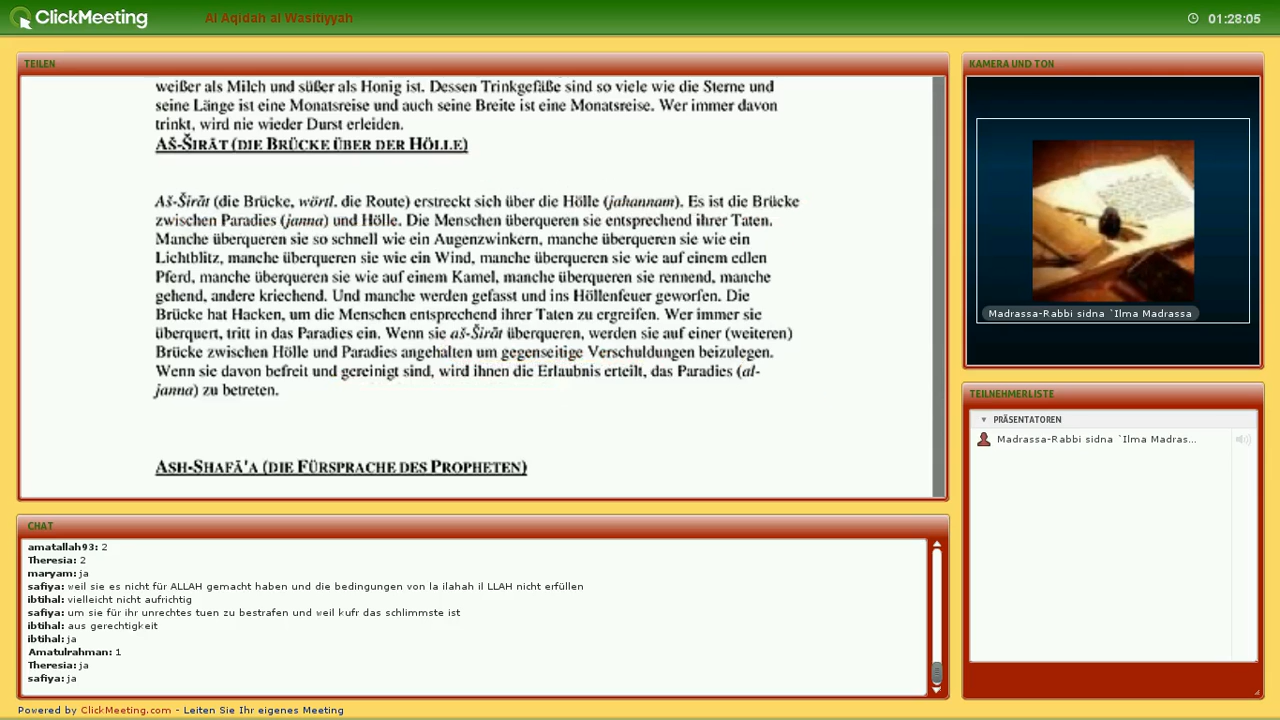 ClickMeeting
Al Aqidah al Wasitiyyah
01:28:05
TEILEN
weißer als Milch und süßer als Honig ist. Dessen Trinkgefäße sind so viele wie die Sterne und
seine Länge ist eine Monatsreise und auch seine Breite ist eine Monatsreise. Wer immer davon
trinkt, wird nie wieder Durst erleiden.
AŠ-ŠIRĀT (DIE BRÜCKE ÜBER DER HÖLLE)
Aš-Širāt (die Brücke, wörtl. die Route) erstreckt sich über die Hölle (jahannam). Es ist die Brücke
zwischen Paradies (janna) und Hölle. Die Menschen überqueren sie entsprechend ihrer Taten.
Manche überqueren sie so schnell wie ein Augenzwinkern, manche überqueren sie wie ein
Lichtblitz, manche überqueren sie wie ein Wind, manche überqueren sie wie auf einem edlen
Pferd, manche überqueren sie wie auf einem Kamel, manche überqueren sie rennend, manche
gehend, andere kriechend. Und manche werden gefasst und ins Höllenfeuer geworfen. Die
Brücke hat Hacken, um die Menschen entsprechend ihrer Taten zu ergreifen. Wer immer sie
überquert, tritt in das Paradies ein. Wenn sie aš-Širāt überqueren, werden sie auf einer (weiteren)
Brücke zwischen Hölle und Paradies angehalten um gegenseitige Verschuldungen beizulegen.
Wenn sie davon befreit und gereinigt sind, wird ihnen die Erlaubnis erteilt, das Paradies (al-
janna) zu betreten.
ASH-SHAFĀ'A (DIE FÜRSPRACHE DES PROPHETEN)
KAMERA UND TON
Madrassa-Rabbi sidna `Ilma Madrassa
TEILNEHMERLISTE
PRÄSENTATOREN
Madrassa-Rabbi sidna `Ilma Madras...
CHAT
amatallah93: 2
Theresia: 2
maryam: ja
safiya: weil sie es nicht für ALLAH gemacht haben und die bedingungen von la ilahah il LLAH nicht erfüllen
ibtihal: vielleicht nicht aufrichtig
safiya: um sie für ihr unrechtes tuen zu bestrafen und weil kufr das schlimmste ist
ibtihal: aus gerechtigkeit
ibtihal: ja
Amatulrahman: 1
Theresia: ja
safiya: ja
Powered by ClickMeeting.com - Leiten Sie Ihr eigenes Meeting